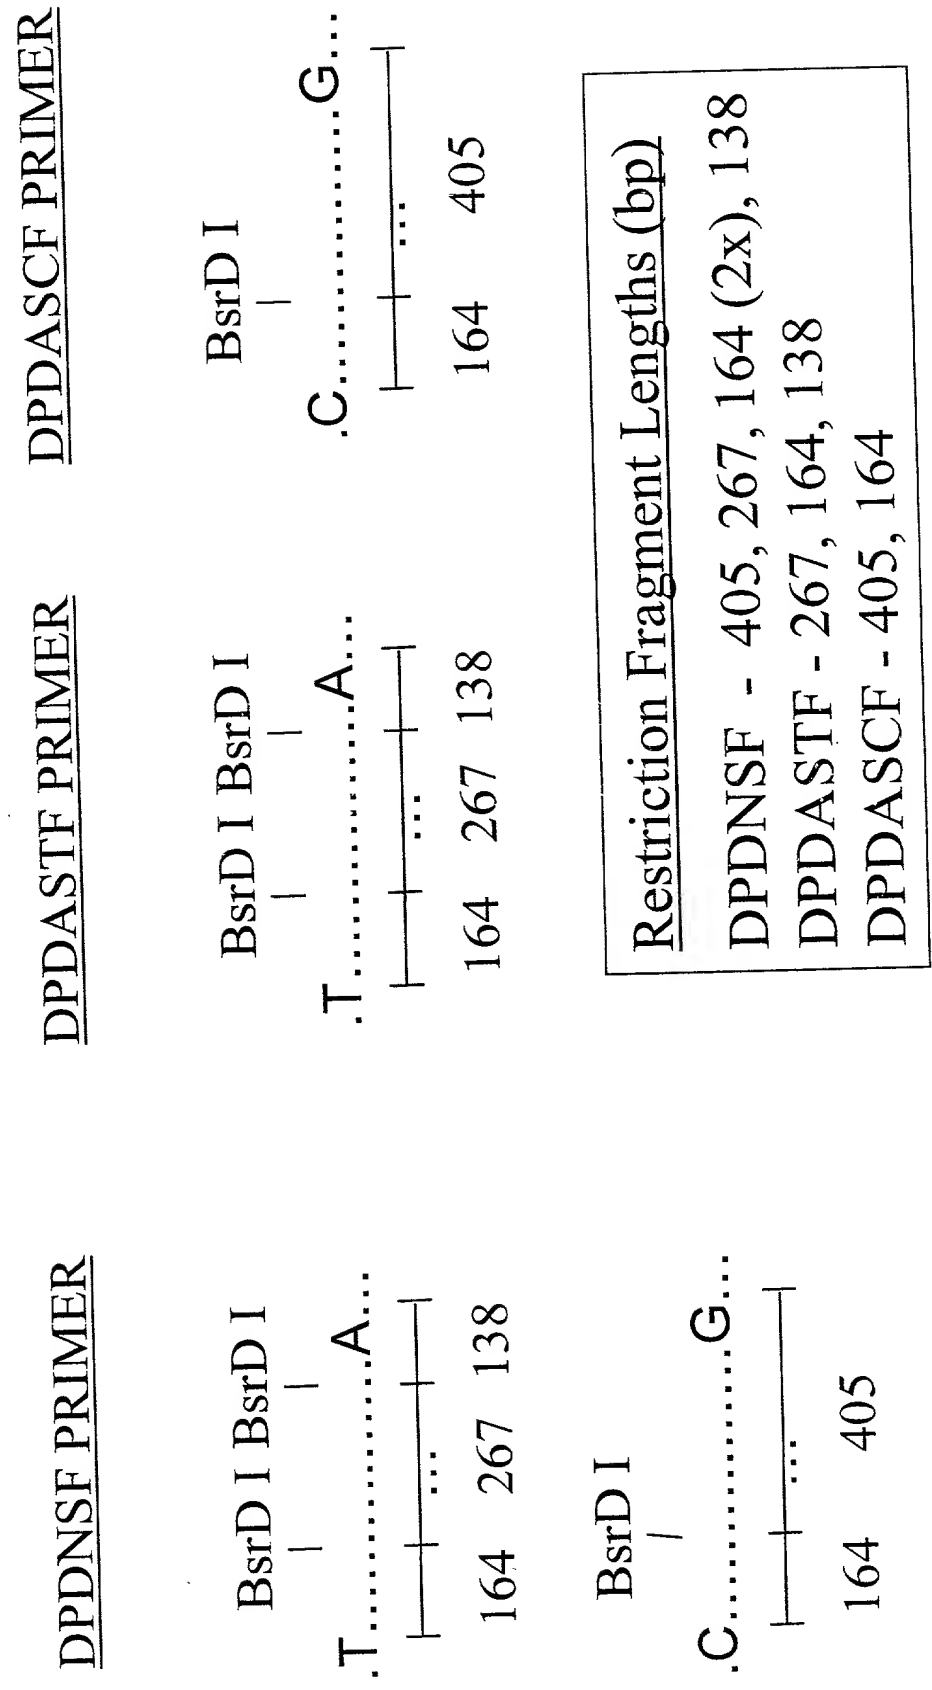 DPDNSF PRIMER
BsrD I BsrD I
.T....................A...
164 267 138
BsrD I
.C....................G...
164 405
DPDASTF PRIMER
BsrD I BsrD I
.T....................A...
164 267 138
DPDASCF PRIMER
BsrD I
.C....................G...
164 405
Restriction Fragment Lengths (bp)
DPDNSF - 405, 267, 164 (2x), 138
DPDASTF - 267, 164, 138
DPDASCF - 405, 164